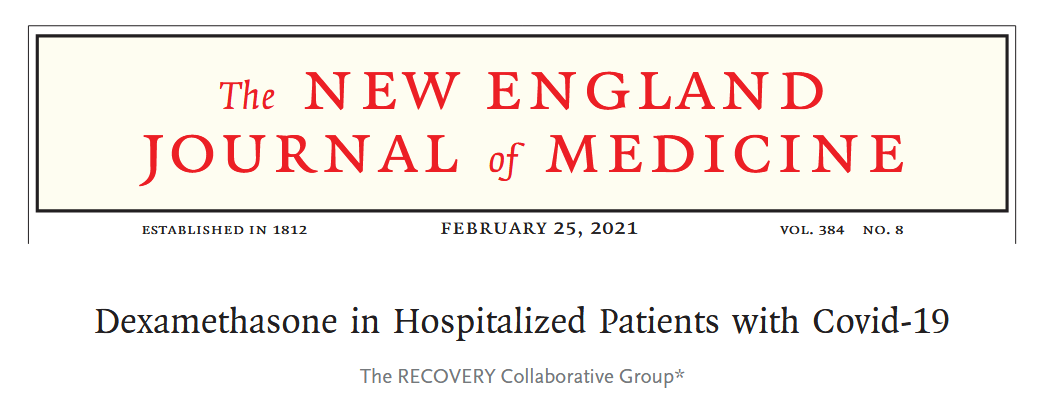 The NEW ENGLAND
JOURNAL of MEDICINE
ESTABLISHED IN 1812 FEBRUARY 25, 2021 VOL. 384 NO. 8
Dexamethasone in Hospitalized Patients with Covid-19
The RECOVERY Collaborative Group*